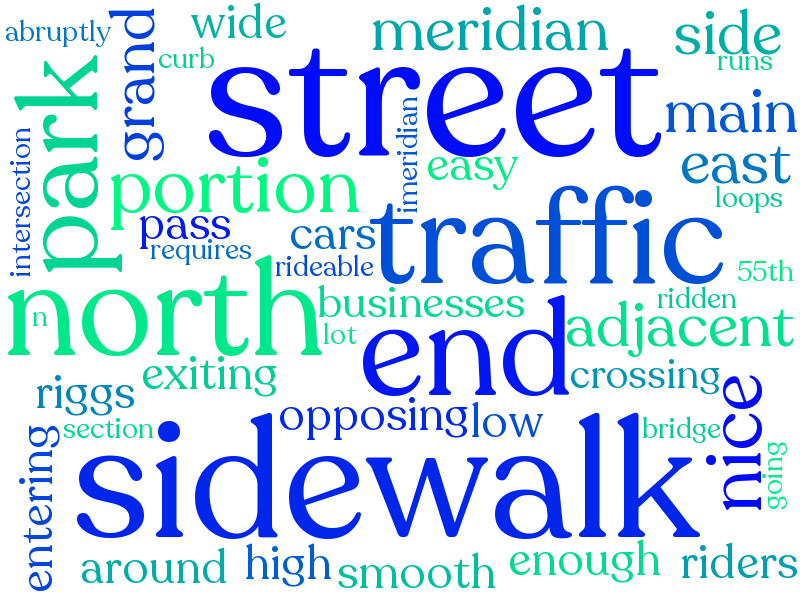 abruptly
grand
wide
curb
meridian
side
runs
street
park
main
intersection
imeridian
easy
east
portion
loops
pass
requires
cars
traffic
rideable
55th
north
n
businesses
ridden
lot
end
adjacent
exiting
crossing
riggs
nice
opposing
low
section
bridge
entering
sidewalk
going
around
high
smooth
enough
riders